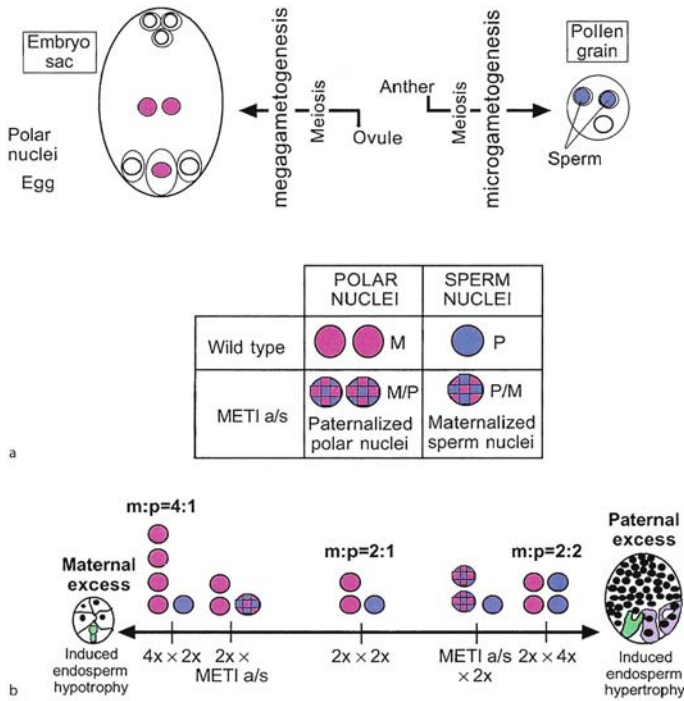 Embryo
sac
Polar
nuclei
Egg
megagametogenesis
Meiosis
Ovule
Anther
Meiosis
microgametogenesis
Pollen
grain
Sperm
POLAR
NUCLEI
SPERM
NUCLEI
Wild type
M
P
METI a/s
M/P
Paternalized
polar nuclei
P/M
Maternalized
sperm nuclei
a
m:p=4:1
m:p=2:1
m:p=2:2
Maternal
excess
Paternal
excess
Induced
endosperm
hypotrophy
4x × 2x
2x ×
METI a/s
2x × 2x
METI a/s
× 2x
2x × 4x
Induced
endosperm
hypertrophy
b